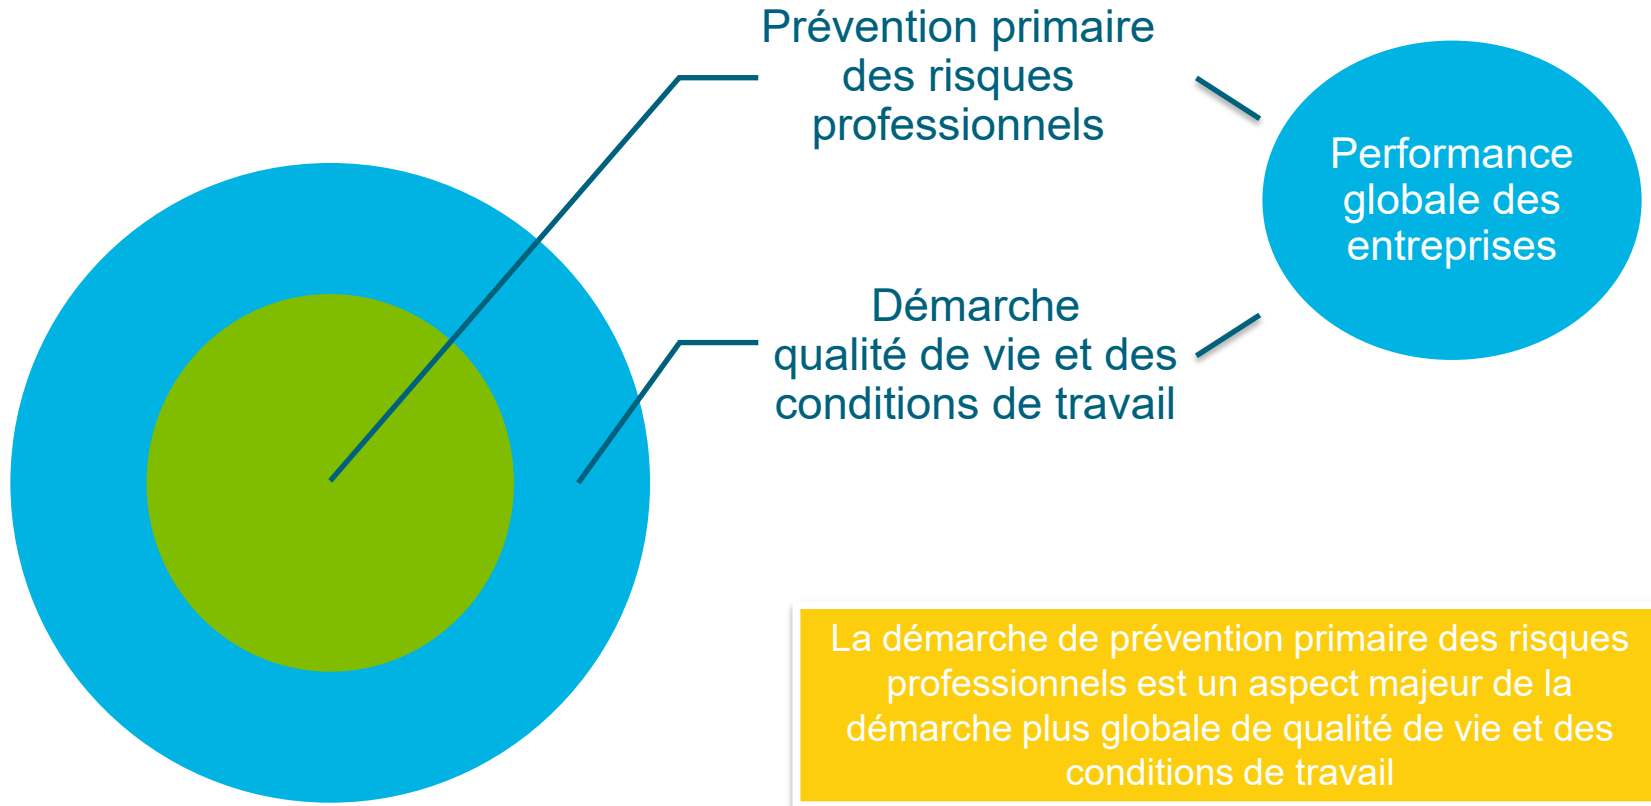 Prévention primaire
des risques
professionnels
Performance
globale des
entreprises
Démarche
qualité de vie et des
conditions de travail
La démarche de prévention primaire des risques
professionnels est un aspect majeur de la
démarche plus globale de qualité de vie et des
conditions de travail